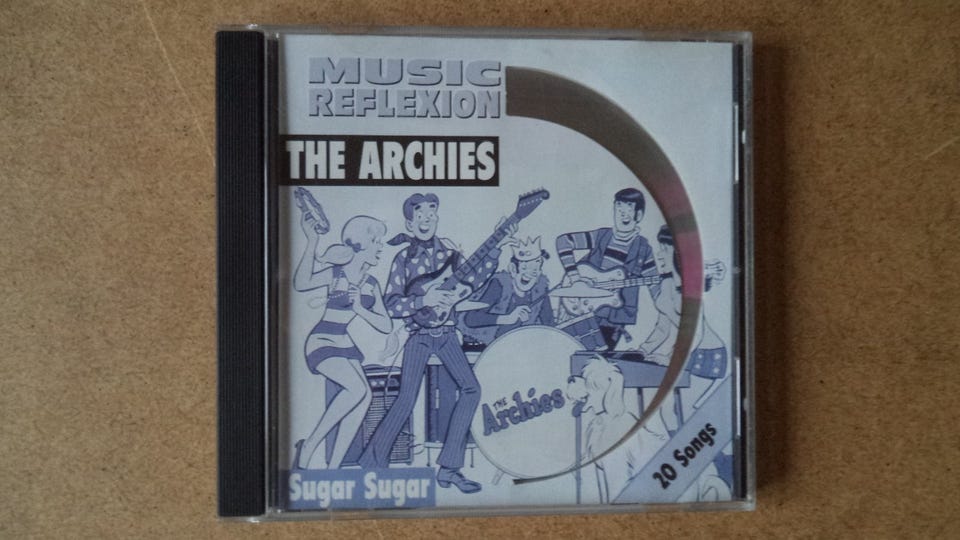 MUSIC
REFLEXION
THE ARCHIES
THE
Archies
20 Songs
Sugar Sugar